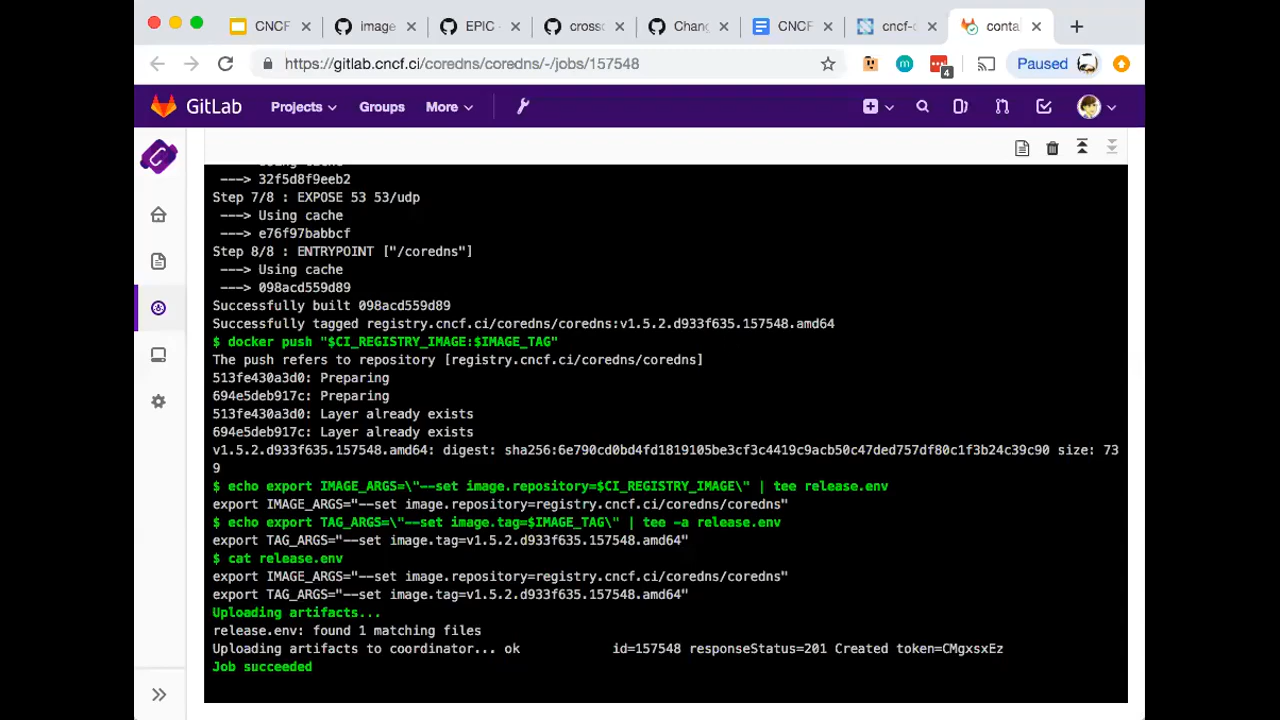 CNCF
image
EPIC
cross
Chang
CNCF
cncf-c
conta
https://gitlab.cncf.ci/coredns/coredns/-/jobs/157548
4
Paused
GitLab
Projects
Groups
More
---> 32f5d8f9eeb2
Step 7/8 : EXPOSE 53 53/udp
---> Using cache
---> e76f97babbcf
Step 8/8 : ENTRYPOINT ["/coredns"]
---> Using cache
---> 098acd559d89
Successfully built 098acd559d89
Successfully tagged registry.cncf.ci/coredns/coredns:v1.5.2.d933f635.157548.amd64
$ docker push "$CI_REGISTRY_IMAGE:$IMAGE_TAG"
The push refers to repository [registry.cncf.ci/coredns/coredns]
513fe430a3d0: Preparing
694e5deb917c: Preparing
513fe430a3d0: Layer already exists
694e5deb917c: Layer already exists
v1.5.2.d933f635.157548.amd64: digest: sha256:6e790cd0bd4fd1819105be3cf3c4419c9acb50c47ded757df80c1f3b24c39c90 size: 73
9
$ echo export IMAGE_ARGS=\"--set image.repository=$CI_REGISTRY_IMAGE\" | tee release.env
export IMAGE_ARGS="--set image.repository=registry.cncf.ci/coredns/coredns"
$ echo export TAG_ARGS=\"--set image.tag=$IMAGE_TAG\" | tee -a release.env
export TAG_ARGS="--set image.tag=v1.5.2.d933f635.157548.amd64"
$ cat release.env
export IMAGE_ARGS="--set image.repository=registry.cncf.ci/coredns/coredns"
export TAG_ARGS="--set image.tag=v1.5.2.d933f635.157548.amd64"
Uploading artifacts...
release.env: found 1 matching files
Uploading artifacts to coordinator... ok id=157548 responseStatus=201 Created token=CMgxsxEz
Job succeeded